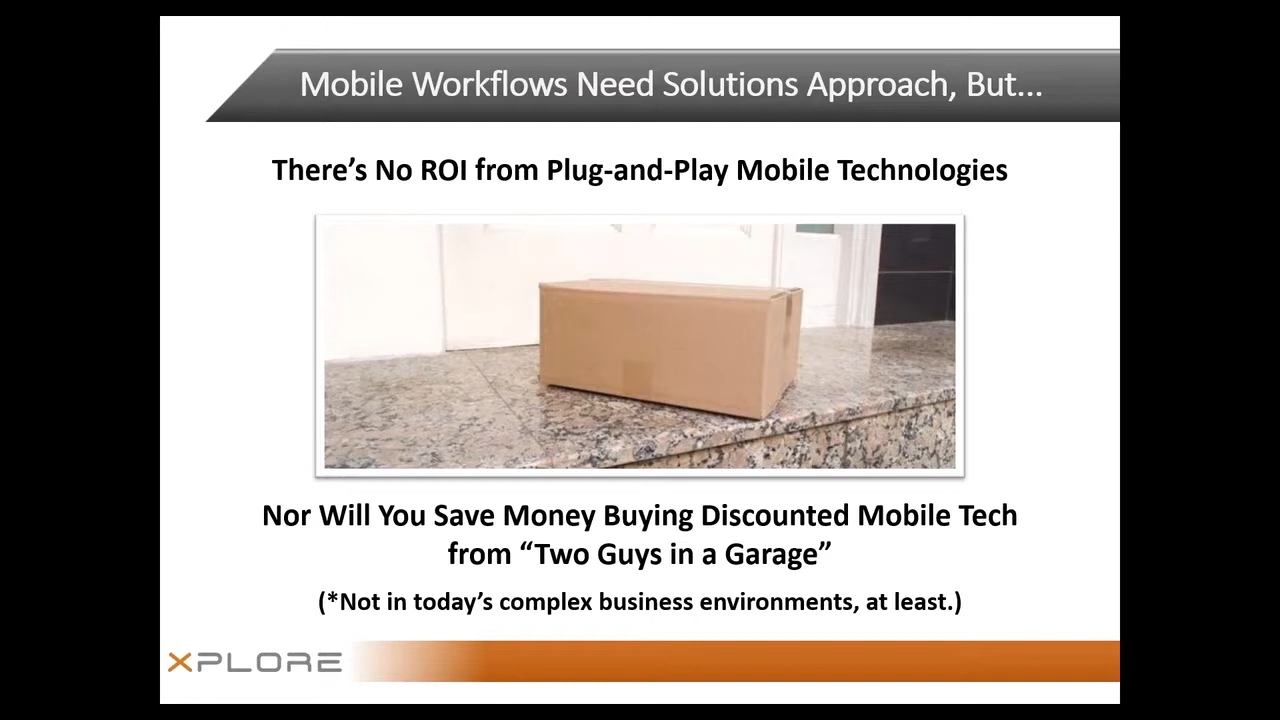 Mobile Workflows Need Solutions Approach, But...
There’s No ROI from Plug-and-Play Mobile Technologies
Nor Will You Save Money Buying Discounted Mobile Tech
from “Two Guys in a Garage”
(*Not in today’s complex business environments, at least.)
XPLORE